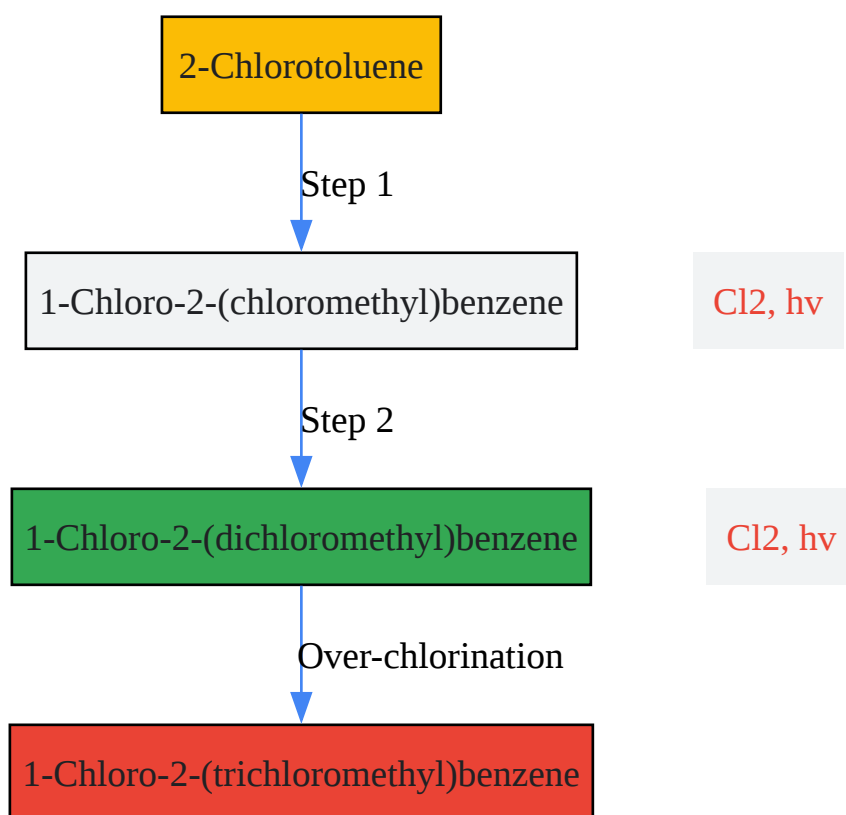 2-Chlorotoluene
Step 1
1-Chloro-2-(chloromethyl)benzene
Cl2, hv
Step 2
1-Chloro-2-(dichloromethyl)benzene
Cl2, hv
Over-chlorination
1-Chloro-2-(trichloromethyl)benzene